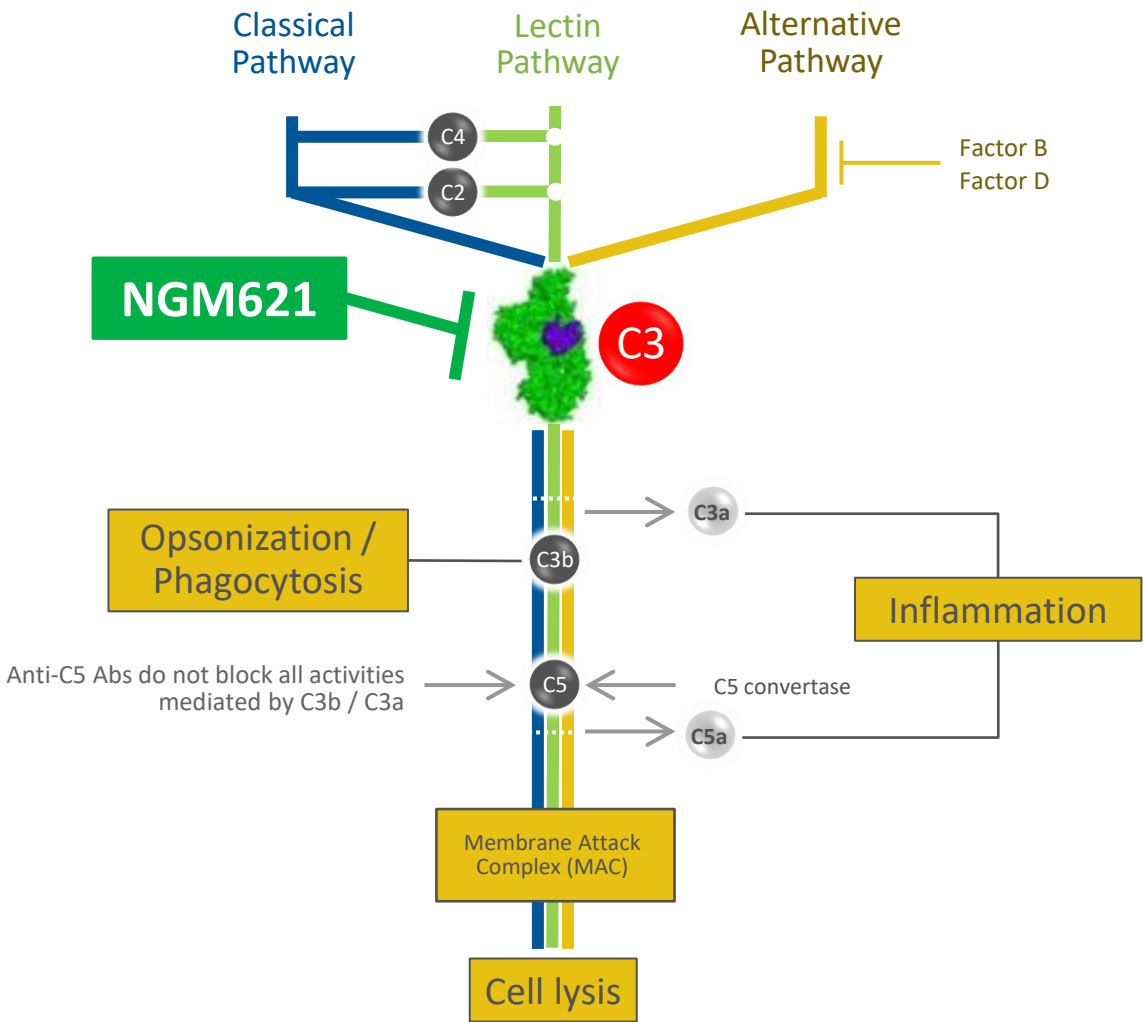 Classical
Pathway
Lectin
Pathway
Alternative
Pathway
C4
C2
Factor B
Factor D
NGM621
C3
C3a
Opsonization /
Phagocytosis
C3b
Inflammation
Anti-C5 Abs do not block all activities
mediated by C3b / C3a
C5
C5 convertase
C5a
Membrane Attack
Complex (MAC)
Cell lysis